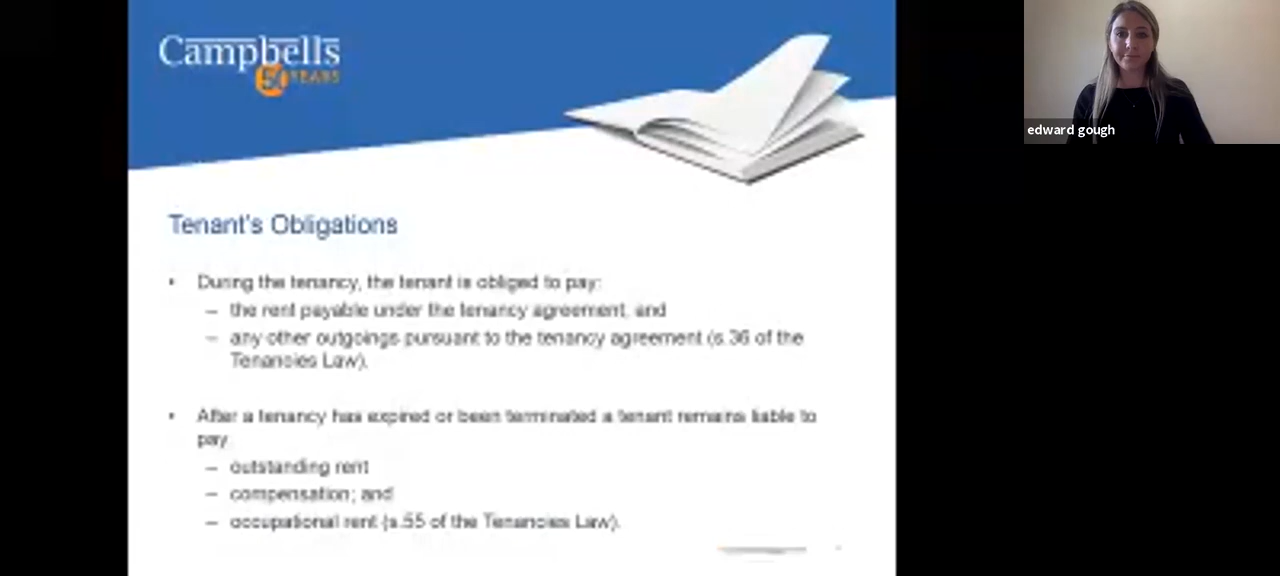 Campbells
50 YEARS
edward gough
Tenant's Obligations
• During the tenancy, the tenant is obliged to pay:
– the rent payable under the tenancy agreement; and
– any other outgoings pursuant to the tenancy agreement (s.36 of the
Tenancies Law).
• After a tenancy has expired or been terminated a tenant remains liable to
pay:
– outstanding rent
– compensation; and
– occupational rent (s.55 of the Tenancies Law).